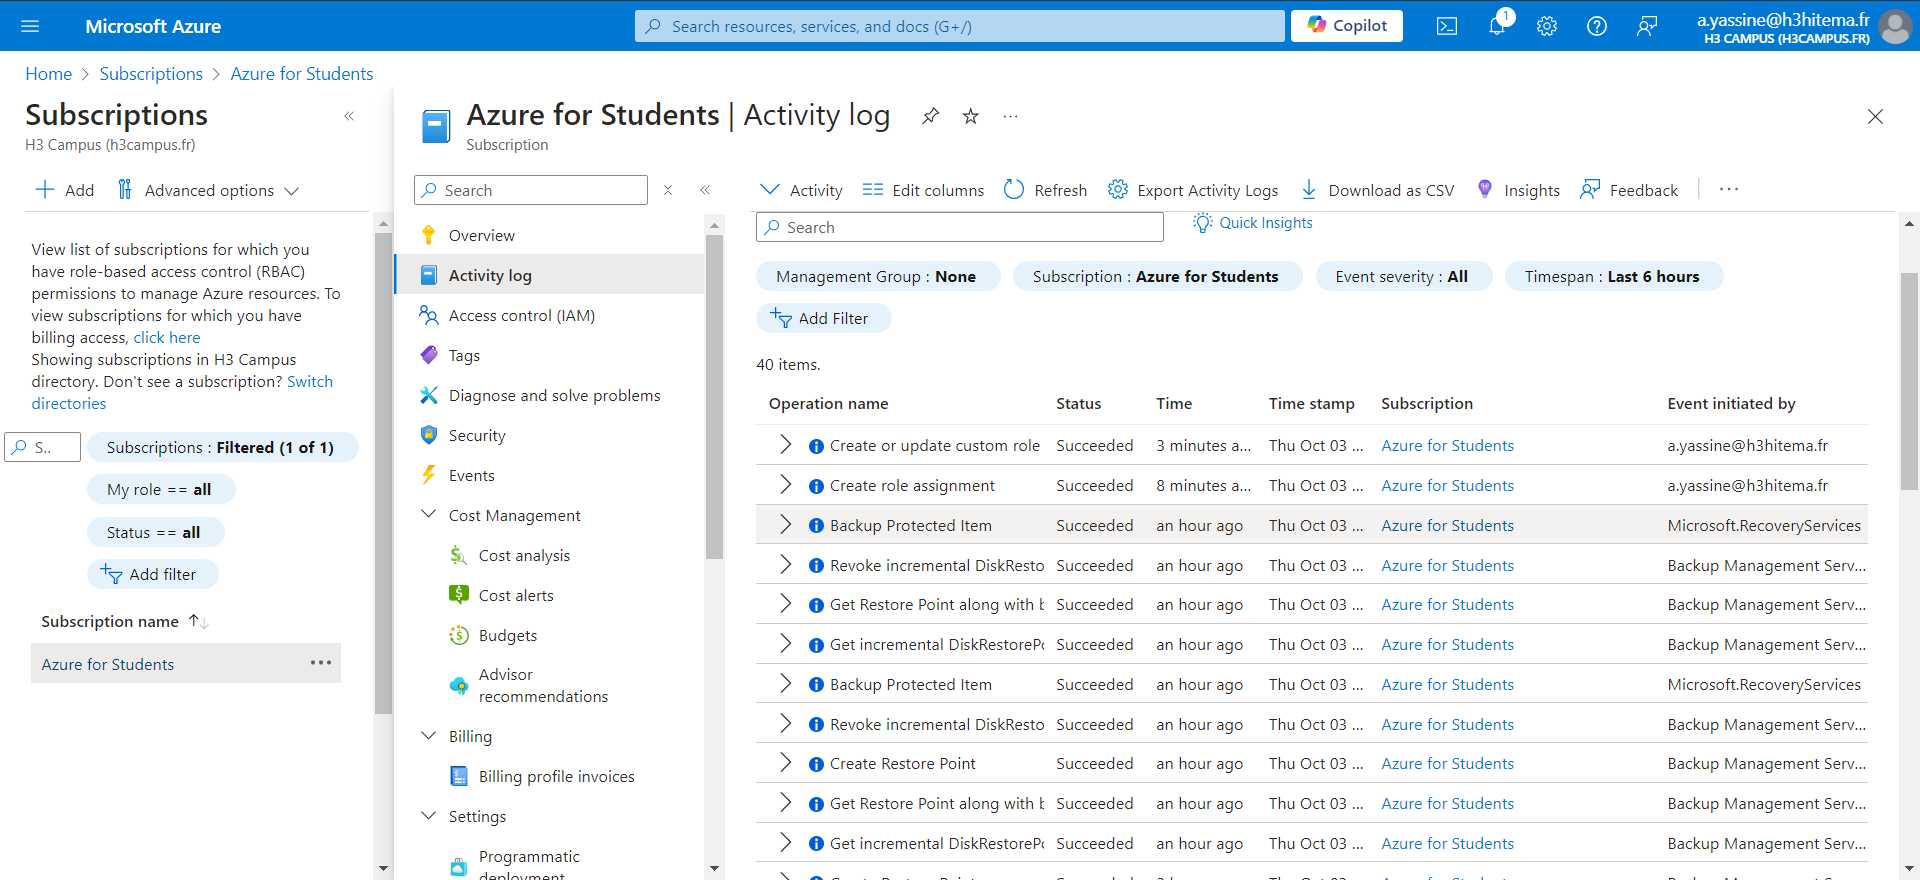 Microsoft Azure
Search resources, services, and docs (G+/)
Copilot
1
a.yassine@h3hitema.fr
H3 CAMPUS (H3CAMPUS.FR)
Home > Subscriptions > Azure for Students
Subscriptions
H3 Campus (h3campus.fr)
Add
Advanced options
View list of subscriptions for which you
have role-based access control (RBAC)
permissions to manage Azure resources. To
view subscriptions for which you have
billing access, click here
Showing subscriptions in H3 Campus
directory. Don't see a subscription? Switch
directories
S..
Subscriptions : Filtered (1 of 1)
My role == all
Status == all
Add filter
Subscription name
Azure for Students
Azure for Students | Activity log
Subscription
Search
Overview
Activity log
Access control (IAM)
Tags
Diagnose and solve problems
Security
Events
Cost Management
Cost analysis
Cost alerts
Budgets
Advisor
recommendations
Billing
Billing profile invoices
Settings
Programmatic
deployment
Activity
Edit columns
Refresh
Export Activity Logs
Download as CSV
Insights
Feedback
Search
Quick Insights
Management Group : None
Subscription : Azure for Students
Event severity : All
Timespan : Last 6 hours
Add Filter
40 items.
Operation name Status Time Time stamp Subscription Event initiated by
Create or update custom role Succeeded 3 minutes a... Thu Oct 03 ... Azure for Students a.yassine@h3hitema.fr
Create role assignment Succeeded 8 minutes a... Thu Oct 03 ... Azure for Students a.yassine@h3hitema.fr
Backup Protected Item Succeeded an hour ago Thu Oct 03 ... Azure for Students Microsoft.RecoveryServices
Revoke incremental DiskResto Succeeded an hour ago Thu Oct 03 ... Azure for Students Backup Management Serv...
Get Restore Point along with b Succeeded an hour ago Thu Oct 03 ... Azure for Students Backup Management Serv...
Get incremental DiskRestorePo Succeeded an hour ago Thu Oct 03 ... Azure for Students Backup Management Serv...
Backup Protected Item Succeeded an hour ago Thu Oct 03 ... Azure for Students Microsoft.RecoveryServices
Revoke incremental DiskResto Succeeded an hour ago Thu Oct 03 ... Azure for Students Backup Management Serv...
Create Restore Point Succeeded an hour ago Thu Oct 03 ... Azure for Students Backup Management Serv...
Get Restore Point along with b Succeeded an hour ago Thu Oct 03 ... Azure for Students Backup Management Serv...
Get incremental DiskRestorePo Succeeded an hour ago Thu Oct 03 ... Azure for Students Backup Management Serv...